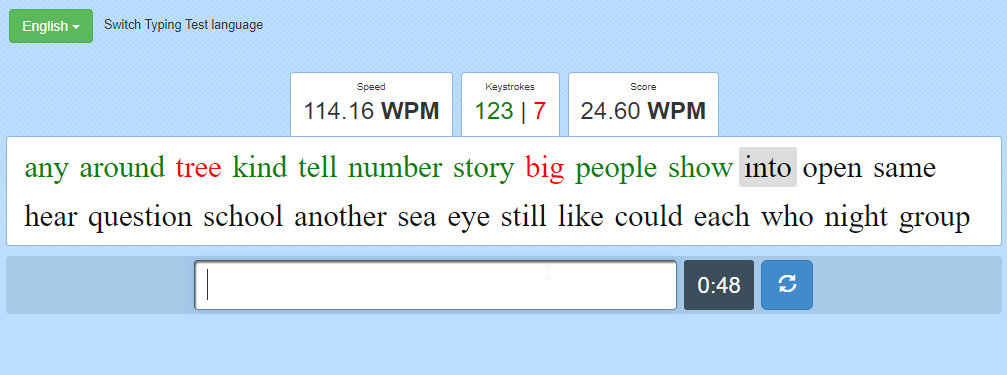 English
Switch Typing Test language
Speed
114.16 WPM
Keystrokes
123 | 7
Score
24.60 WPM
any around tree kind tell number story big people show into open same
hear question school another sea eye still like could each who night group
0:48